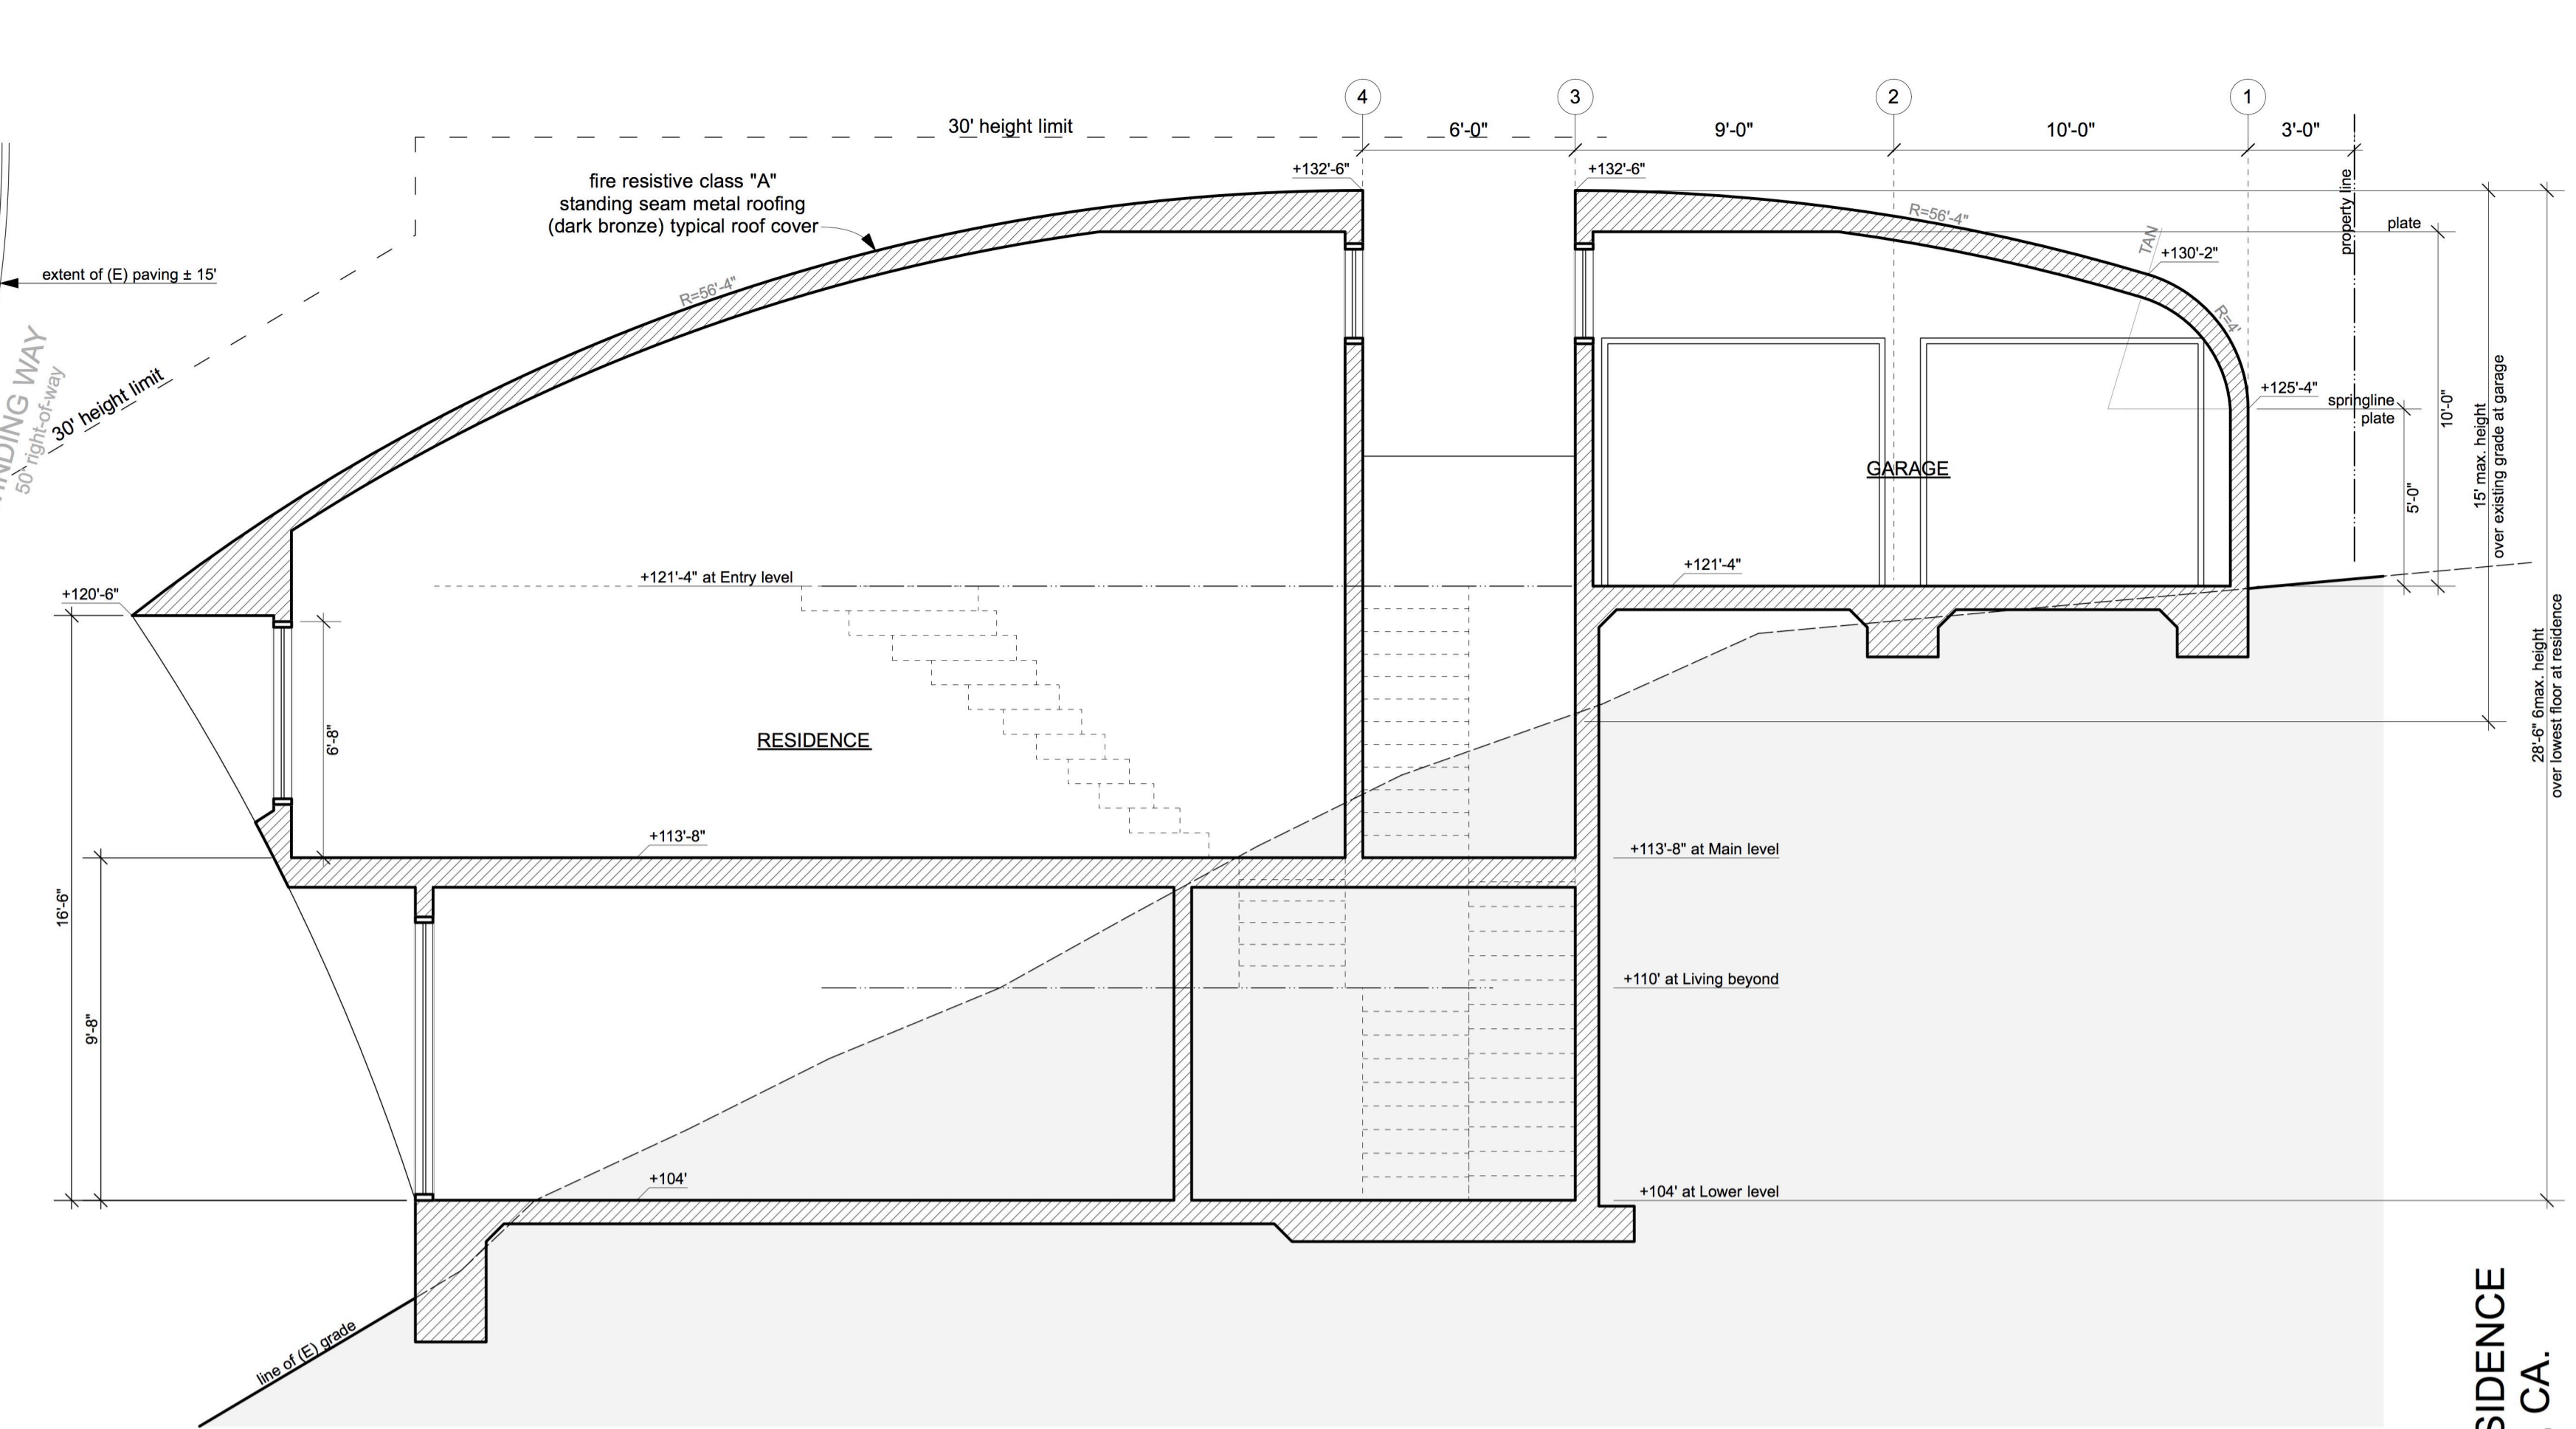 4
3
2
1
30' height limit
6'-0"
9'-0"
10'-0"
3'-0"
+132'-6"
+132'-6"
fire resistive class "A"
standing seam metal roofing
(dark bronze) typical roof cover
property line
R=56'-4"
plate
TAN
+130'-2"
extent of (E) paving ± 15'
R=56'-4"
R=4'
50' right-of-way
30' height limit
+125'-4"
springline
plate
10'-0"
15' max. height
over existing grade at garage
GARAGE
5'-0"
+121'-4" at Entry level
+121'-4"
+120'-6"
28'-6" 6max. height
over lowest floor at residence
6'-8"
RESIDENCE
+113'-8"
+113'-8" at Main level
16'-6"
9'-8"
+110' at Living beyond
+104'
+104' at Lower level
line of (E) grade
CA.